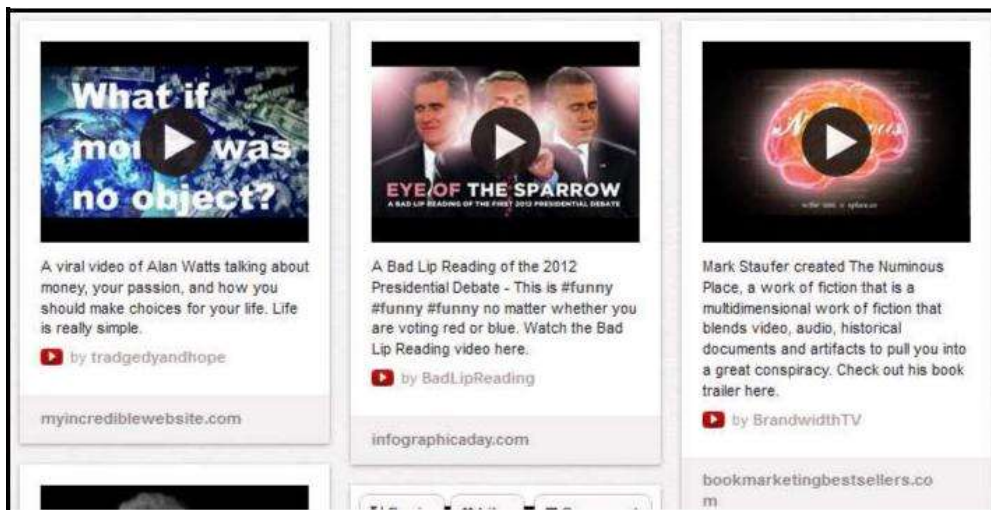 What if
money was
no object?
A viral video of Alan Watts talking about
money, your passion, and how you
should make choices for your life. Life
is really simple.
by tradgedyandhope
myincrediblewebsite.com
EYE OF THE SPARROW
A BAD LIP READING OF THE FIRST 2012 PRESIDENTIAL DEBATE
A Bad Lip Reading of the 2012
Presidential Debate - This is #funny
#funny #funny no matter whether you
are voting red or blue. Watch the Bad
Lip Reading video here.
by BadLipReading
infographicaday.com
Mark Staufer created The Numinous
Place, a work of fiction that is a
multidimensional work of fiction that
blends video, audio, historical
documents and artifacts to pull you into
a great conspiracy. Check out his book
trailer here.
by BrandwidthTV
bookmarketingbestsellers.co
m